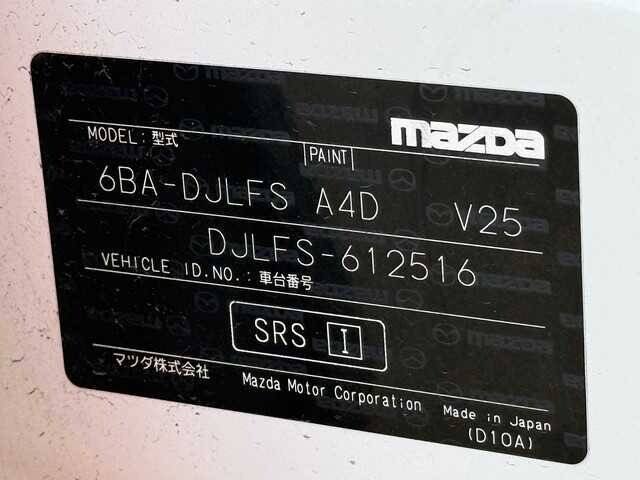 mazda
MODEL:型式
PAINT
6BA-DJLFS A4D V25
DJLFS-612516
VEHICLE ID.NO.:車台番号
SRS I
マツダ株式会社 Mazda Motor Corporation Made in Japan
(D10A)